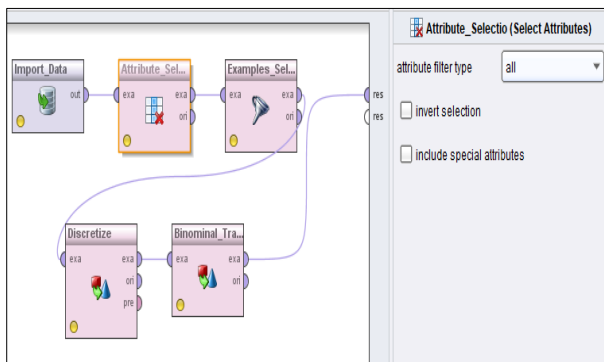 Attribute_Selectio (Select Attributes)
attribute filter type all
invert selection
include special attributes
Import_Data
out
Attribute_Sel...
exa exa
ori
Examples_Sel...
exa exa
ori
res
res
Discretize
exa exa
ori
pre
Binominal_Tra...
exa exa
ori